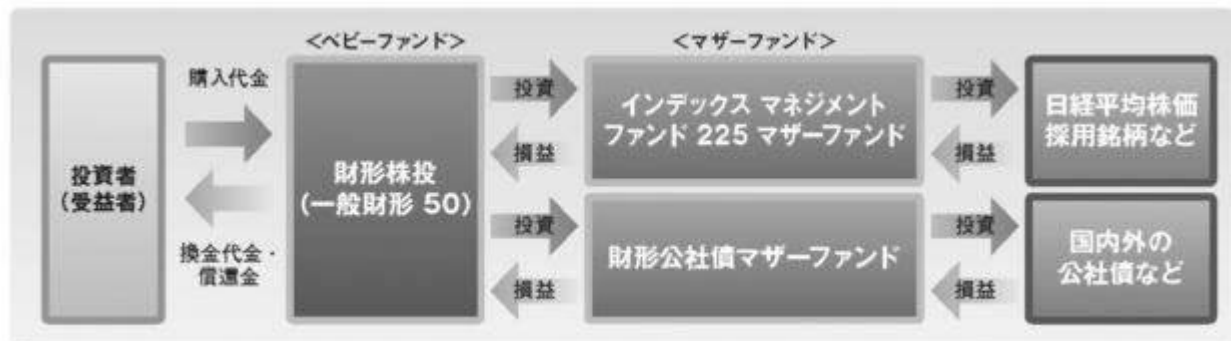 <ベビーファンド>
<マザーファンド>
投資者
(受益者)
購入代金
換金代金・
償還金
財形株投
(一般財形 50)
投資
損益
投資
損益
インデックス マネジメント
ファンド 225 マザーファンド
財形公社債マザーファンド
投資
損益
投資
損益
日経平均株価
採用銘柄など
国内外の
公社債など